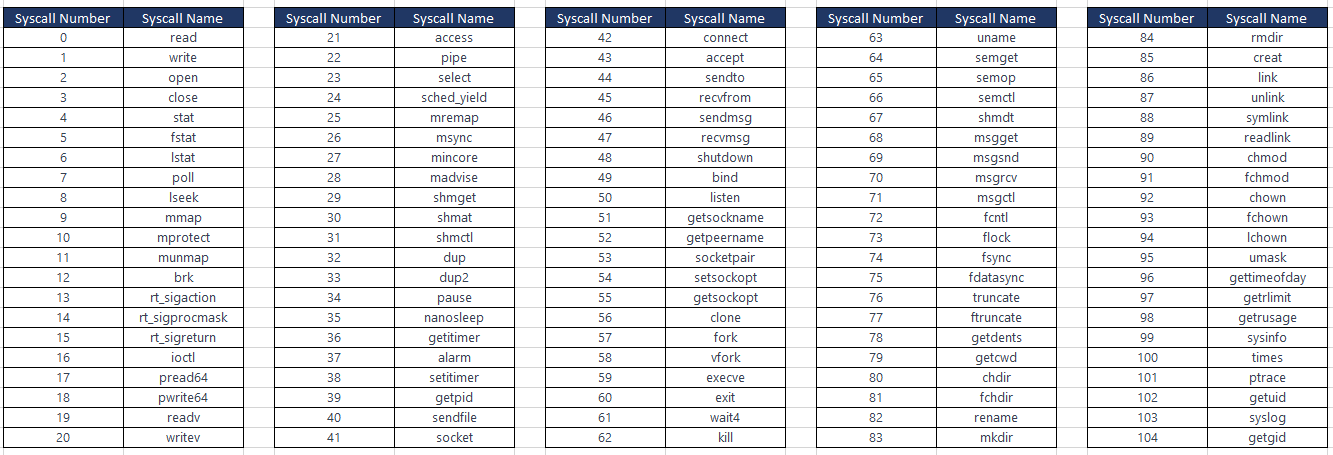 Syscall Number Syscall Name Syscall Number Syscall Name Syscall Number Syscall Name Syscall Number Syscall Name Syscall Number Syscall Name
0 read 21 access 42 connect 63 uname 84 rmdir
1 write 22 pipe 43 accept 64 semget 85 creat
2 open 23 select 44 sendto 65 semop 86 link
3 close 24 sched_yield 45 recvfrom 66 semctl 87 unlink
4 stat 25 mremap 46 sendmsg 67 shmdt 88 symlink
5 fstat 26 msync 47 recvmsg 68 msgget 89 readlink
6 lstat 27 mincore 48 shutdown 69 msgsnd 90 chmod
7 poll 28 madvise 49 bind 70 msgrcv 91 fchmod
8 lseek 29 shmget 50 listen 71 msgctl 92 chown
9 mmap 30 shmat 51 getsockname 72 fcntl 93 fchown
10 mprotect 31 shmctl 52 getpeername 73 flock 94 lchown
11 munmap 32 dup 53 socketpair 74 fsync 95 umask
12 brk 33 dup2 54 setsockopt 75 fdatasync 96 gettimeofday
13 rt_sigaction 34 pause 55 getsockopt 76 truncate 97 getrlimit
14 rt_sigprocmask 35 nanosleep 56 clone 77 ftruncate 98 getrusage
15 rt_sigreturn 36 getitimer 57 fork 78 getdents 99 sysinfo
16 ioctl 37 alarm 58 vfork 79 getcwd 100 times
17 pread64 38 setitimer 59 execve 80 chdir 101 ptrace
18 pwrite64 39 getpid 60 exit 81 fchdir 102 getuid
19 readv 40 sendfile 61 wait4 82 rename 103 syslog
20 writev 41 socket 62 kill 83 mkdir 104 getgid